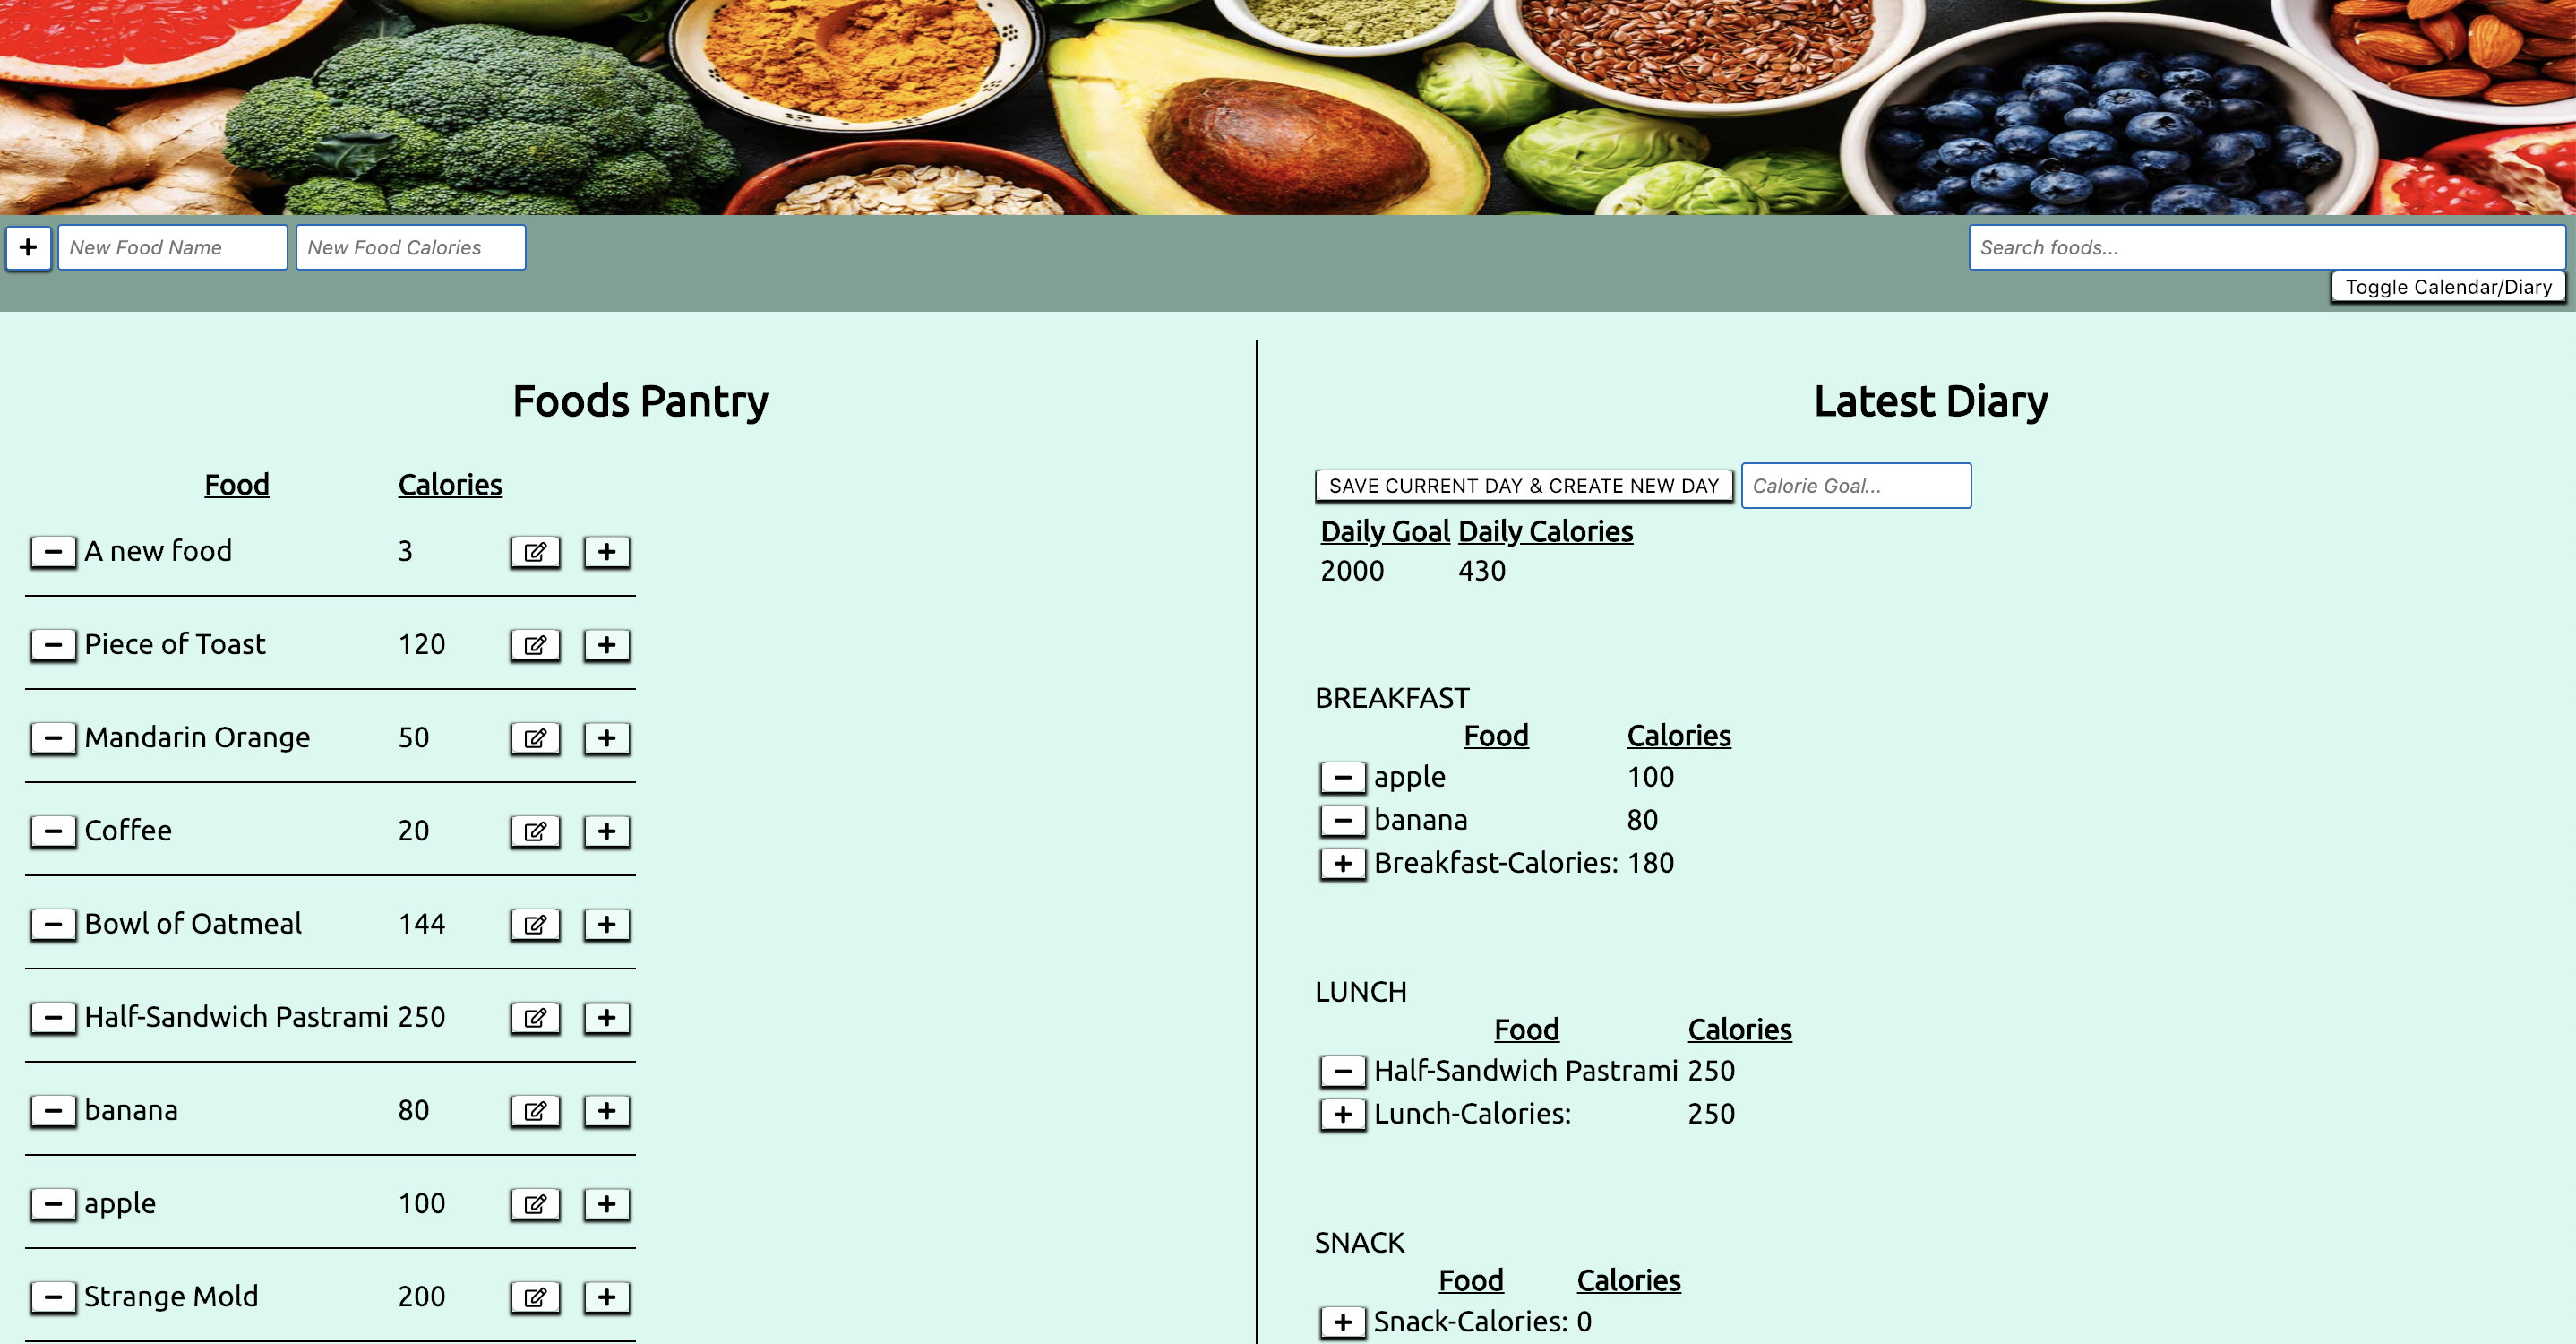 + New Food Name New Food Calories Search foods...
Toggle Calendar/Diary
Foods Pantry
Food Calories
− A new food 3 +
− Piece of Toast 120 +
− Mandarin Orange 50 +
− Coffee 20 +
− Bowl of Oatmeal 144 +
− Half-Sandwich Pastrami 250 +
− banana 80 +
− apple 100 +
− Strange Mold 200 +
Latest Diary
SAVE CURRENT DAY & CREATE NEW DAY Calorie Goal...
Daily Goal Daily Calories
2000 430
BREAKFAST
Food Calories
− apple 100
− banana 80
+ Breakfast-Calories: 180
LUNCH
Food Calories
− Half-Sandwich Pastrami 250
+ Lunch-Calories: 250
SNACK
Food Calories
+ Snack-Calories: 0